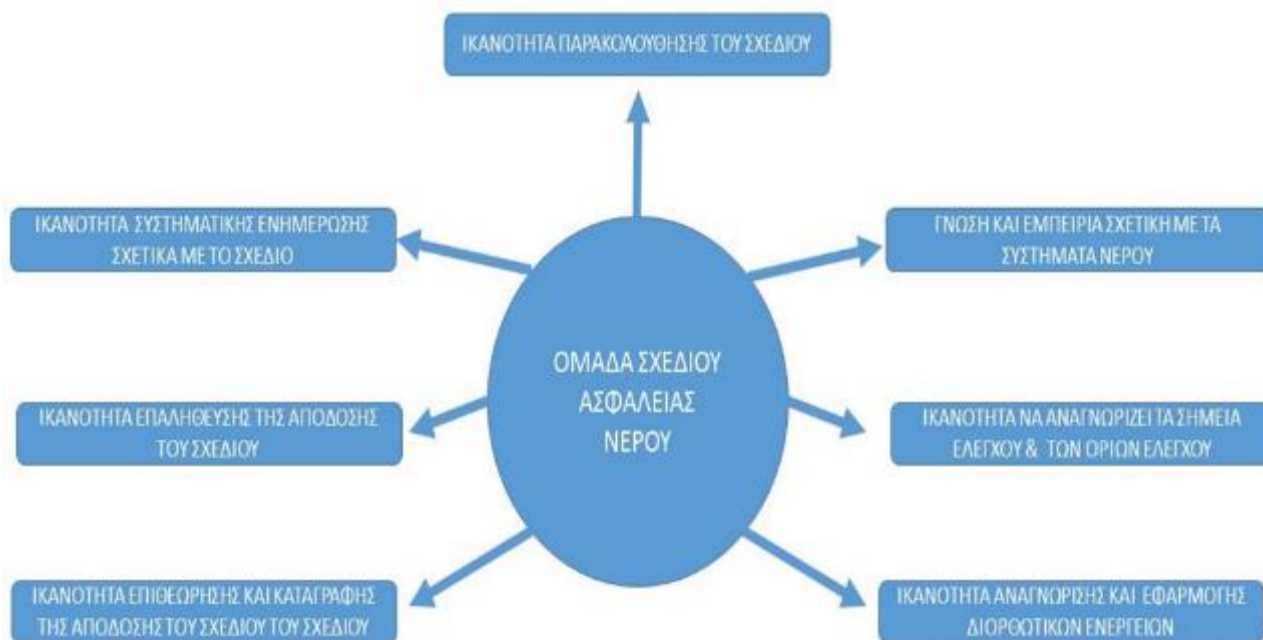 ΙΚΑΝΟΤΗΤΑ ΠΑΡΑΚΟΛΟΥΘΗΣΗΣ ΤΟΥ ΣΧΕΔΙΟΥ
ΙΚΑΝΟΤΗΤΑ ΣΥΣΤΗΜΑΤΙΚΗΣ ΕΝΗΜΕΡΩΣΗΣ
ΣΧΕΤΙΚΑ ΜΕ ΤΟ ΣΧΕΔΙΟ
ΓΝΩΣΗ ΚΑΙ ΕΜΠΕΙΡΙΑ ΣΧΕΤΙΚΗ ΜΕ ΤΑ
ΣΥΣΤΗΜΑΤΑ ΝΕΡΟΥ
ΟΜΑΔΑ ΣΧΕΔΙΟΥ
ΑΣΦΑΛΕΙΑΣ
ΝΕΡΟΥ
ΙΚΑΝΟΤΗΤΑ ΕΠΑΛΗΘΕΥΣΗΣ ΤΗΣ ΑΠΟΔΟΣΗΣ
ΤΟΥ ΣΧΕΔΙΟΥ
ΙΚΑΝΟΤΗΤΑ ΝΑ ΑΝΑΓΝΩΡΙΖΕΙ ΤΑ ΣΗΜΕΙΑ
ΕΛΕΓΧΟΥ & ΤΩΝ ΟΡΙΩΝ ΕΛΕΓΧΟΥ
ΙΚΑΝΟΤΗΤΑ ΕΠΙΘΕΩΡΗΣΗΣ ΚΑΙ ΚΑΤΑΓΡΑΦΗΣ
ΤΗΣ ΑΠΟΔΟΣΗΣ ΤΟΥ ΣΧΕΔΙΟΥ ΤΟΥ ΣΧΕΔΙΟΥ
ΙΚΑΝΟΤΗΤΑ ΑΝΑΓΝΩΡΙΣΗΣ ΚΑΙ ΕΦΑΡΜΟΓΗΣ
ΔΙΟΡΘΩΤΙΚΩΝ ΕΝΕΡΓΕΙΩΝ